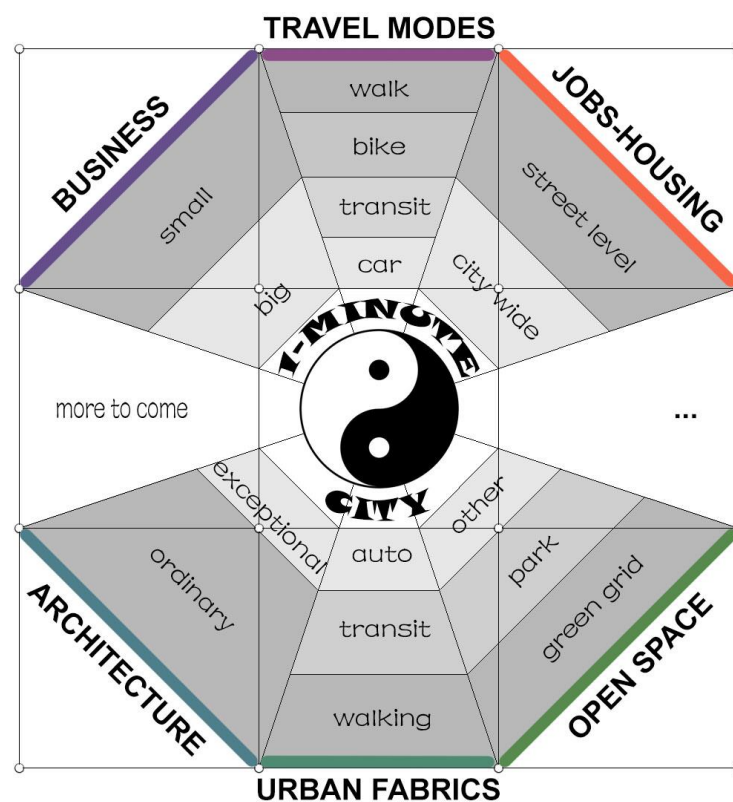 TRAVEL MODES
BUSINESS
JOBS-HOUSING
walk
bike
transit
car
small
big
street level
city wide
1-MINUTE
CITY
more to come
...
exceptional
ordinary
auto
transit
walking
other
park
green grid
ARCHITECTURE
OPEN SPACE
URBAN FABRICS